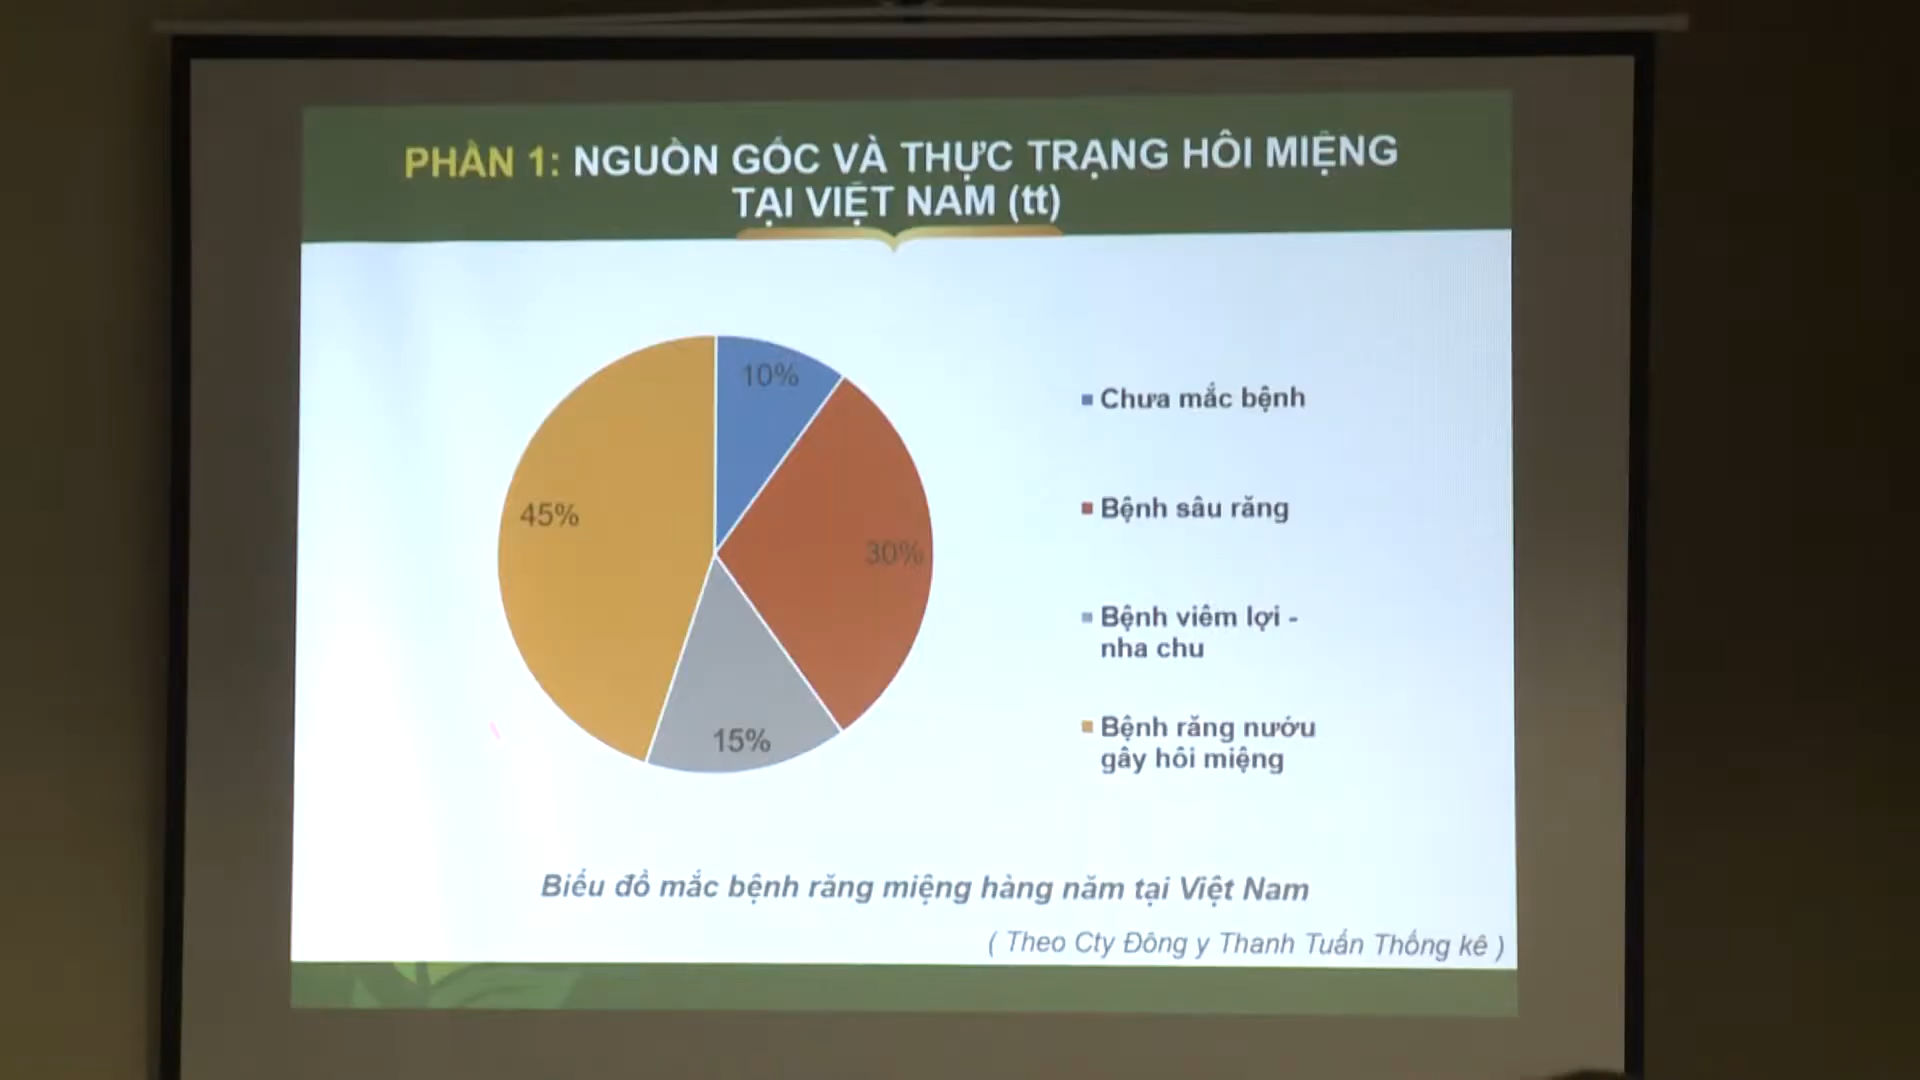 PHẦN 1: NGUỒN GỐC VÀ THỰC TRẠNG HÔI MIỆNG
TẠI VIỆT NAM (tt)
10%
45%
30%
15%
Chưa mắc bệnh
Bệnh sâu răng
Bệnh viêm lợi -
nha chu
Bệnh răng nướu
gây hôi miệng
Biểu đồ mắc bệnh răng miệng hàng năm tại Việt Nam
( Theo Cty Đông y Thanh Tuấn Thống kê )